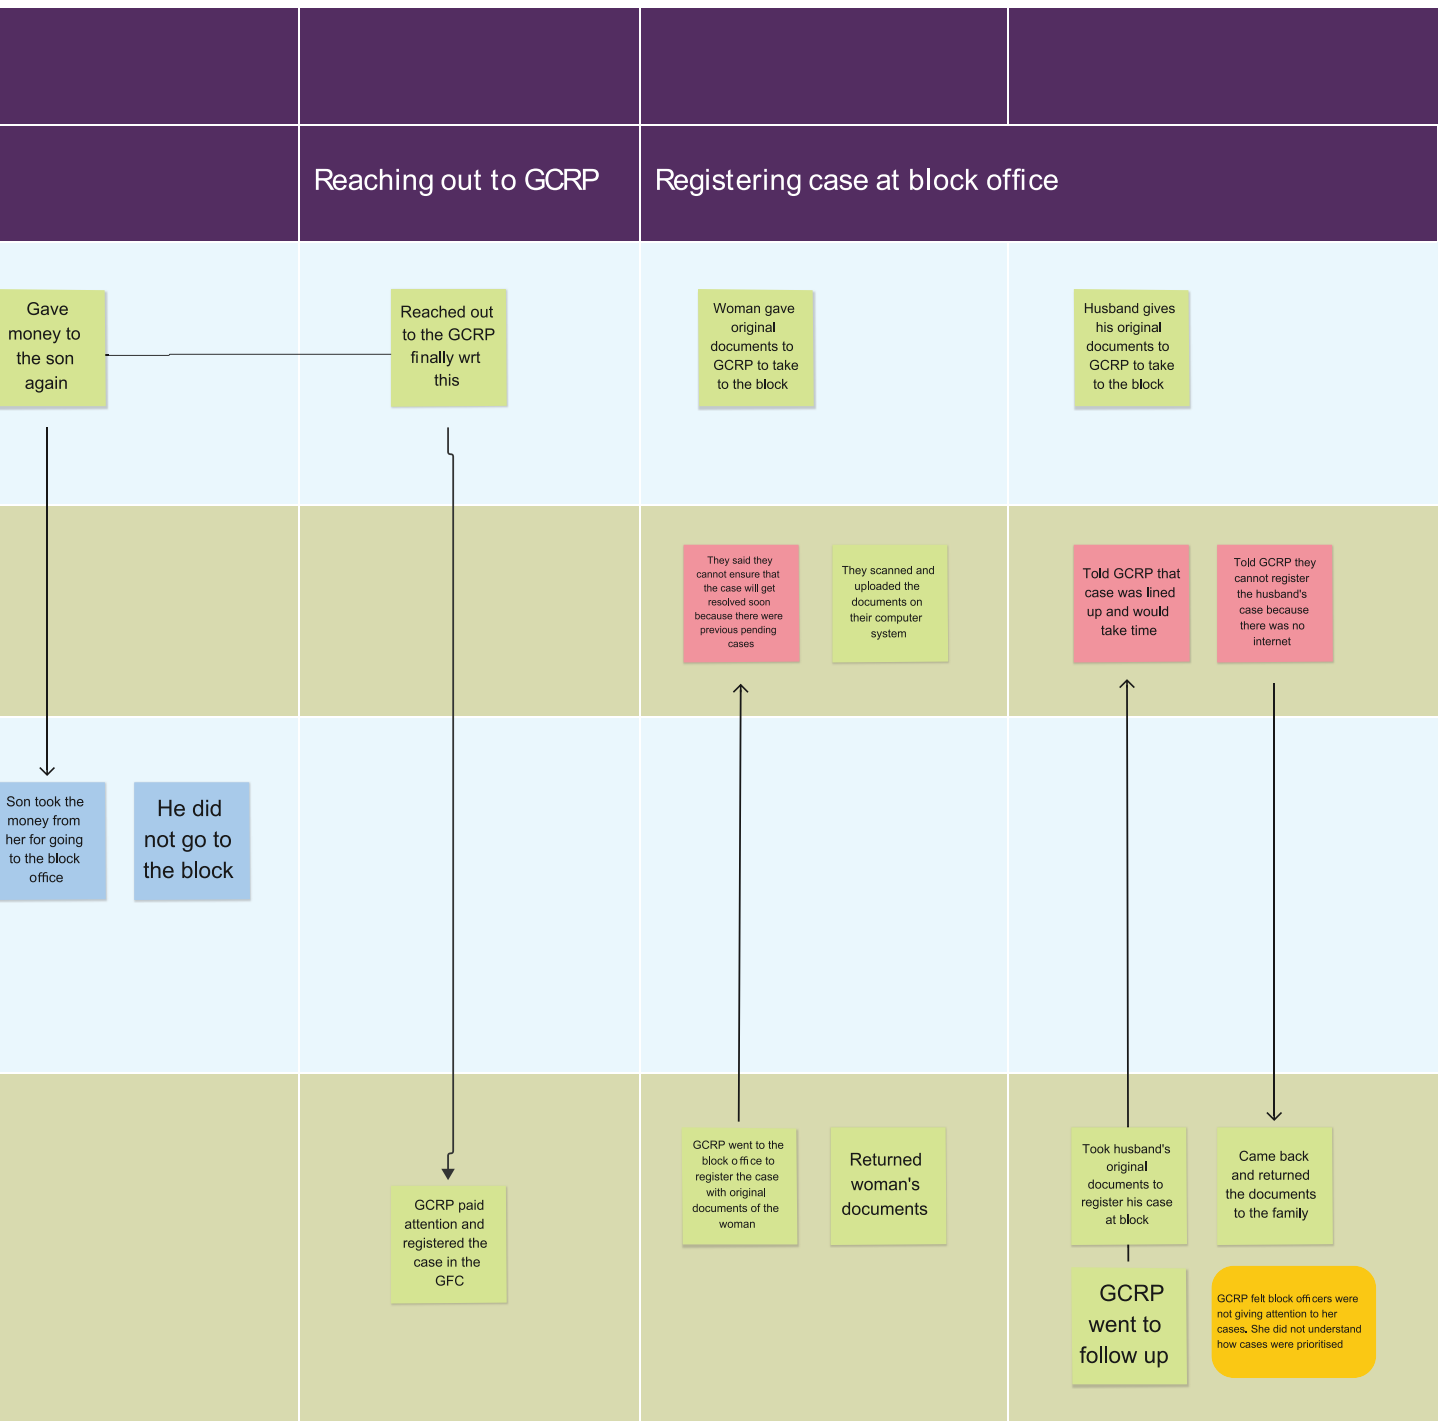 Reaching out to GCRP
Registering case at block office
Gave
money to
the son
again
Reached out
to the GCRP
finally wrt
this
Woman gave
original
documents to
GCRP to take
to the block
Husband gives
his original
documents to
GCRP to take
to the block
They said they
cannot ensure that
the case will get
resolved soon
because there were
previous pending
cases
They scanned and
uploaded the
documents on
their computer
system
Told GCRP that
case was lined
up and would
take time
Told GCRP they
cannot register
the husband's
case because
there was no
internet
Son took the
money from
her for going
to the block
office
He did
not go to
the block
GCRP paid
attention and
registered the
case in the
GFC
GCRP went to the
block office to
register the case
with original
documents of the
woman
Returned
woman's
documents
Took husband's
original
documents to
register his case
at block
Came back
and returned
the documents
to the family
GCRP
went to
follow up
GCRP felt block officers were
not giving attention to her
cases. She did not understand
how cases were prioritised